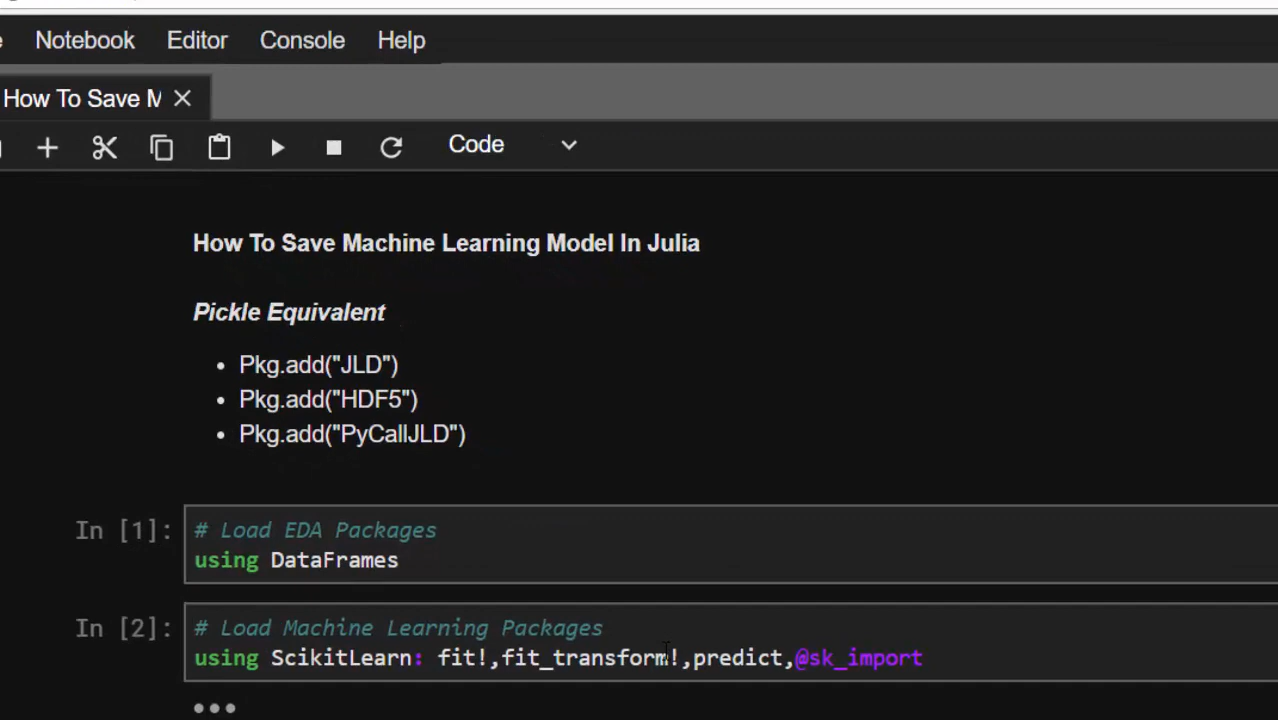 Notebook Editor Console Help
How To Save M
Code
How To Save Machine Learning Model In Julia
Pickle Equivalent
• Pkg.add("JLD")
• Pkg.add("HDF5")
• Pkg.add("PyCallJLD")
In [1]: # Load EDA Packages
using DataFrames
In [2]: # Load Machine Learning Packages
using ScikitLearn: fit!,fit_transform!,predict,@sk_import